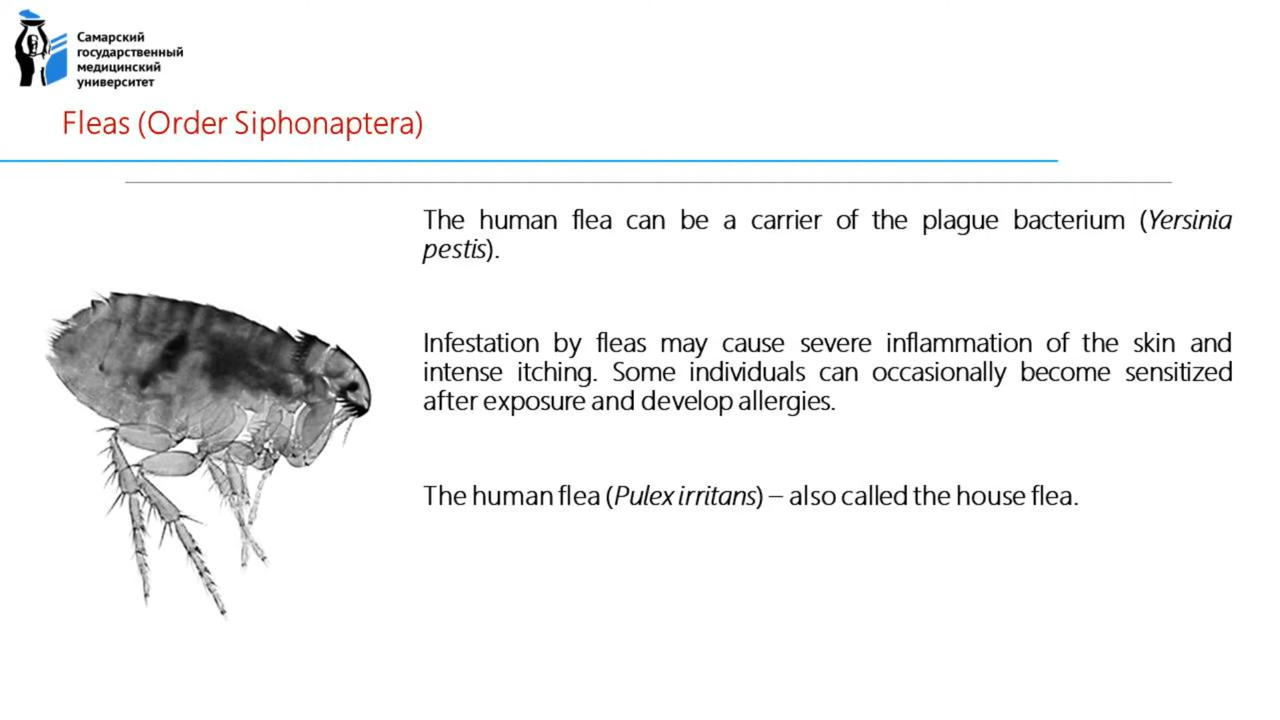 Самарский
государственный
медицинский
университет
Fleas (Order Siphonaptera)
The human flea can be a carrier of the plague bacterium (Yersinia
pestis).
Infestation by fleas may cause severe inflammation of the skin and
intense itching. Some individuals can occasionally become sensitized
after exposure and develop allergies.
The human flea (Pulex irritans) – also called the house flea.